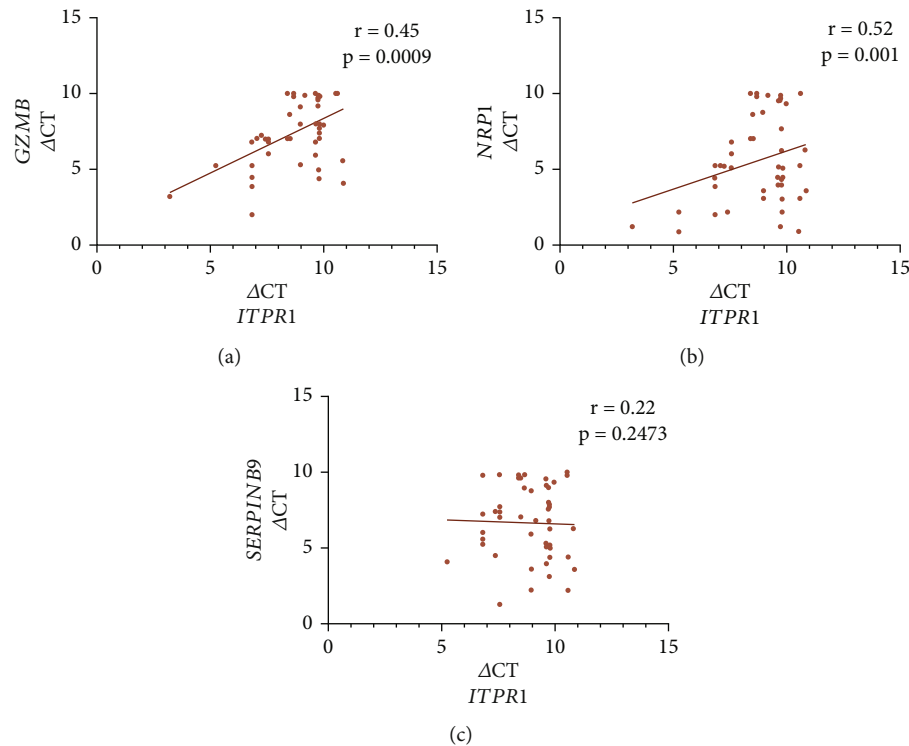 15
10
5
0
GZMB
ΔCT
r = 0.45
p = 0.0009
0
5
10
15
ΔCT
ITPR1
(a)
15
10
5
0
NRP1
ΔCT
r = 0.52
p = 0.001
0
5
10
15
ΔCT
ITPR1
(b)
15
10
5
0
SERPINB9
ΔCT
r = 0.22
p = 0.2473
0
5
10
15
ΔCT
ITPR1
(c)